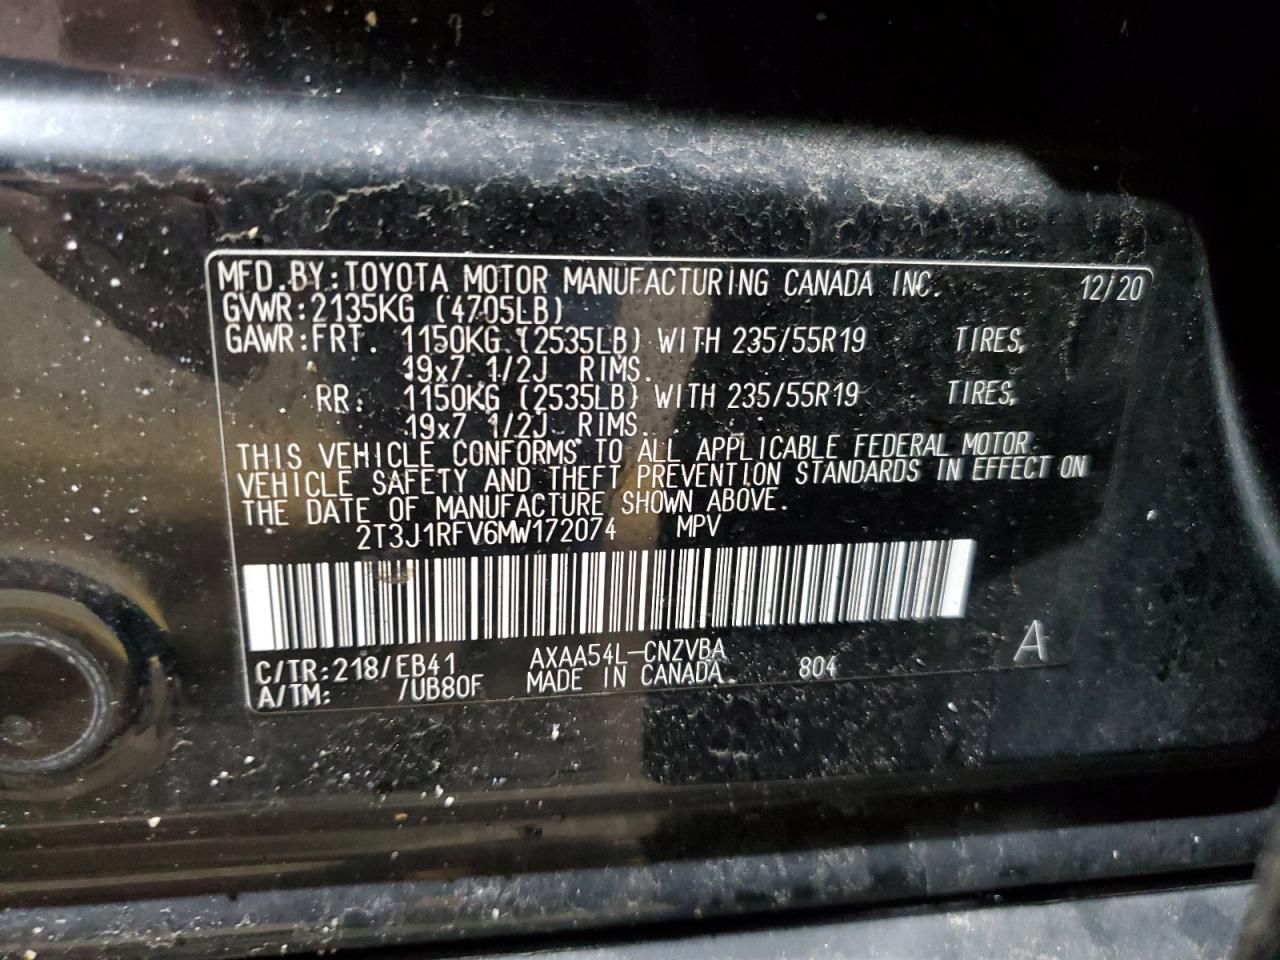 MFD.BY:TOYOTA MOTOR MANUFACTURING CANADA INC. 12/20
GVWR:2135KG (4705LB)
GAWR:FRT. 1150KG (2535LB) WITH 235/55R19 TIRES,
19x7 1/2J RIMS.
RR: 1150KG (2535LB) WITH 235/55R19 TIRES,
19x7 1/2J RIMS.
THIS VEHICLE CONFORMS TO ALL APPLICABLE FEDERAL MOTOR
VEHICLE SAFETY AND THEFT PREVENTION STANDARDS IN EFFECT ON
THE DATE OF MANUFACTURE SHOWN ABOVE.
2T3J1RFV6MW172074 MPV
C/TR:218/EB41 AXAA54L-CNZVBA 804 A
A/TM: /UB80F MADE IN CANADA.